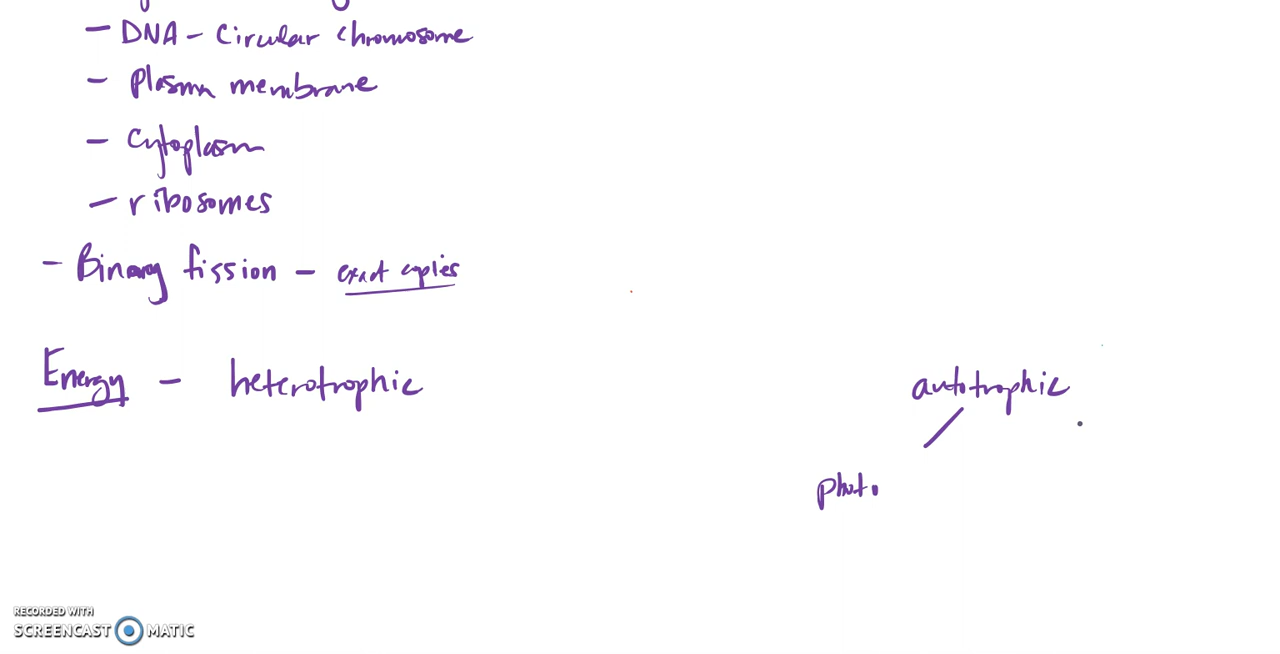 - DNA - Circular chromosome
- Plasma membrane
- Cytoplasm
- ribosomes
- Binary fission - exact copies
Energy - heterotrophic
autotrophic
photo
RECORDED WITH
SCREENCAST MATIC